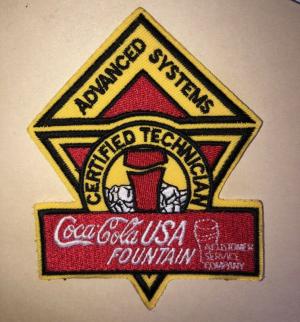 ADVANCED SYSTEMS
CERTIFIED TECHNICIAN
Coca-Cola USA
FOUNTAIN
A CUSTOMER
SERVICE
COMPANY